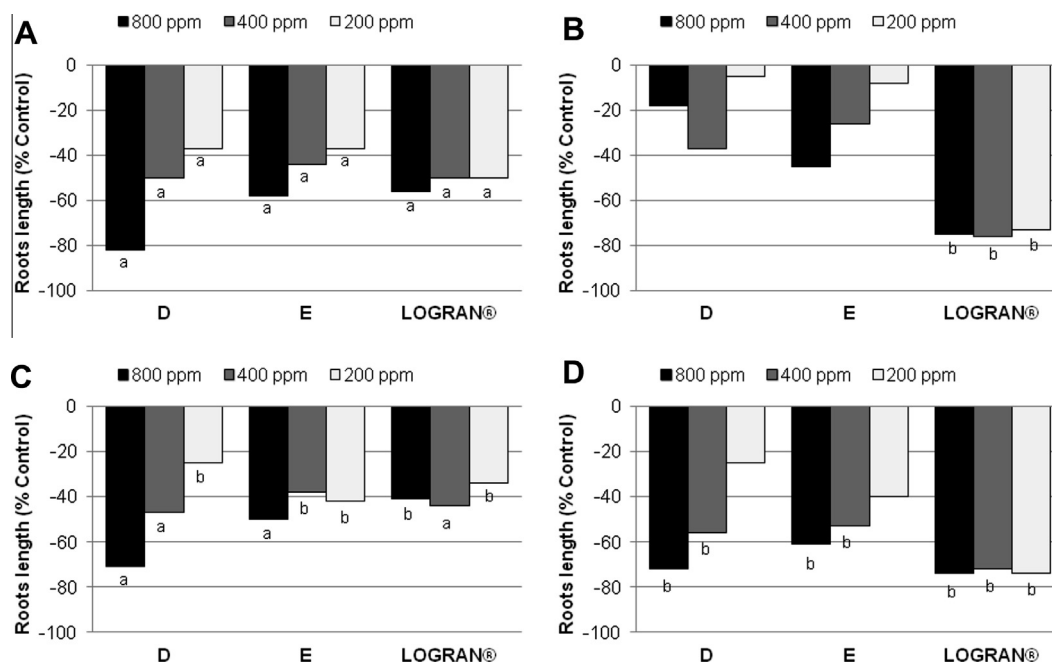 A
800 ppm 400 ppm 200 ppm
Roots length (% Control)
0
-20
-40
-60
-80
-100
a a a a a a a a a
D E LOGRAN®
B
800 ppm 400 ppm 200 ppm
Roots length (% Control)
0
-20
-40
-60
-80
-100
b b b
D E LOGRAN®
C
800 ppm 400 ppm 200 ppm
Roots length (% Control)
0
-20
-40
-60
-80
-100
a a b a b b b a b
D E LOGRAN®
D
800 ppm 400 ppm 200 ppm
Roots length (% Control)
0
-20
-40
-60
-80
-100
b b b b b b b
D E LOGRAN®